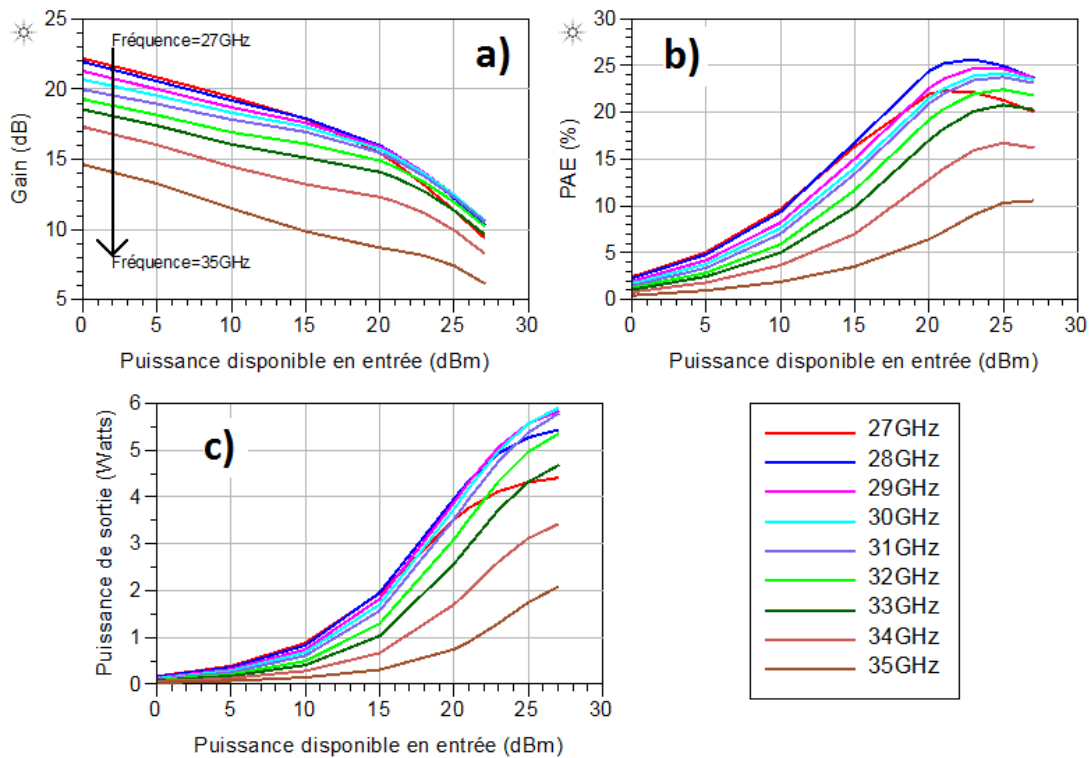 25
20
15
10
5
Gain (dB)
Fréquence=27GHz
a)
Fréquence=35GHz
0 5 10 15 20 25 30
Puissance disponible en entrée (dBm)
30
25
20
15
10
5
0
PAE (%)
b)
0 5 10 15 20 25 30
Puissance disponible en entrée (dBm)
6
5
4
3
2
1
0
Puissance de sortie (Watts)
c)
0 5 10 15 20 25 30
Puissance disponible en entrée (dBm)
27GHz
28GHz
29GHz
30GHz
31GHz
32GHz
33GHz
34GHz
35GHz